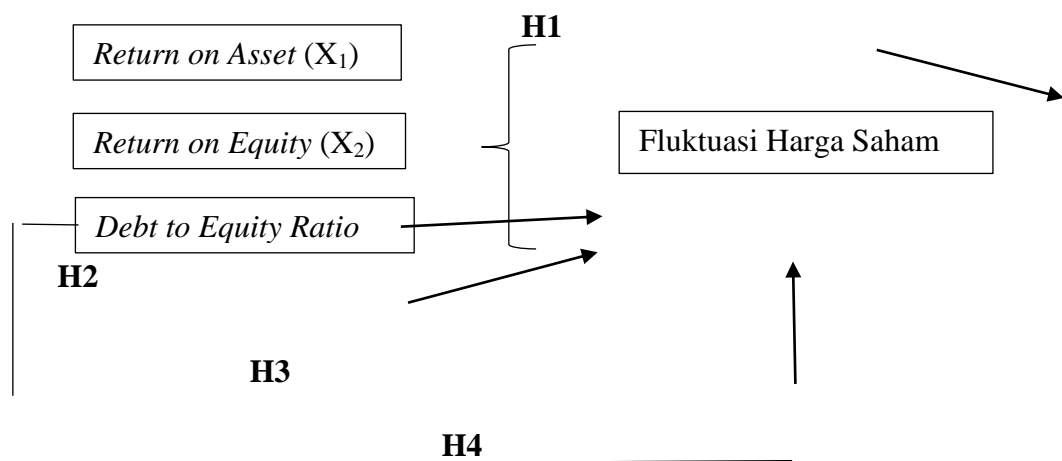 H1
Return on Asset (X₁)
Return on Equity (X₂)
Fluktuasi Harga Saham
Debt to Equity Ratio
H2
H3
H4